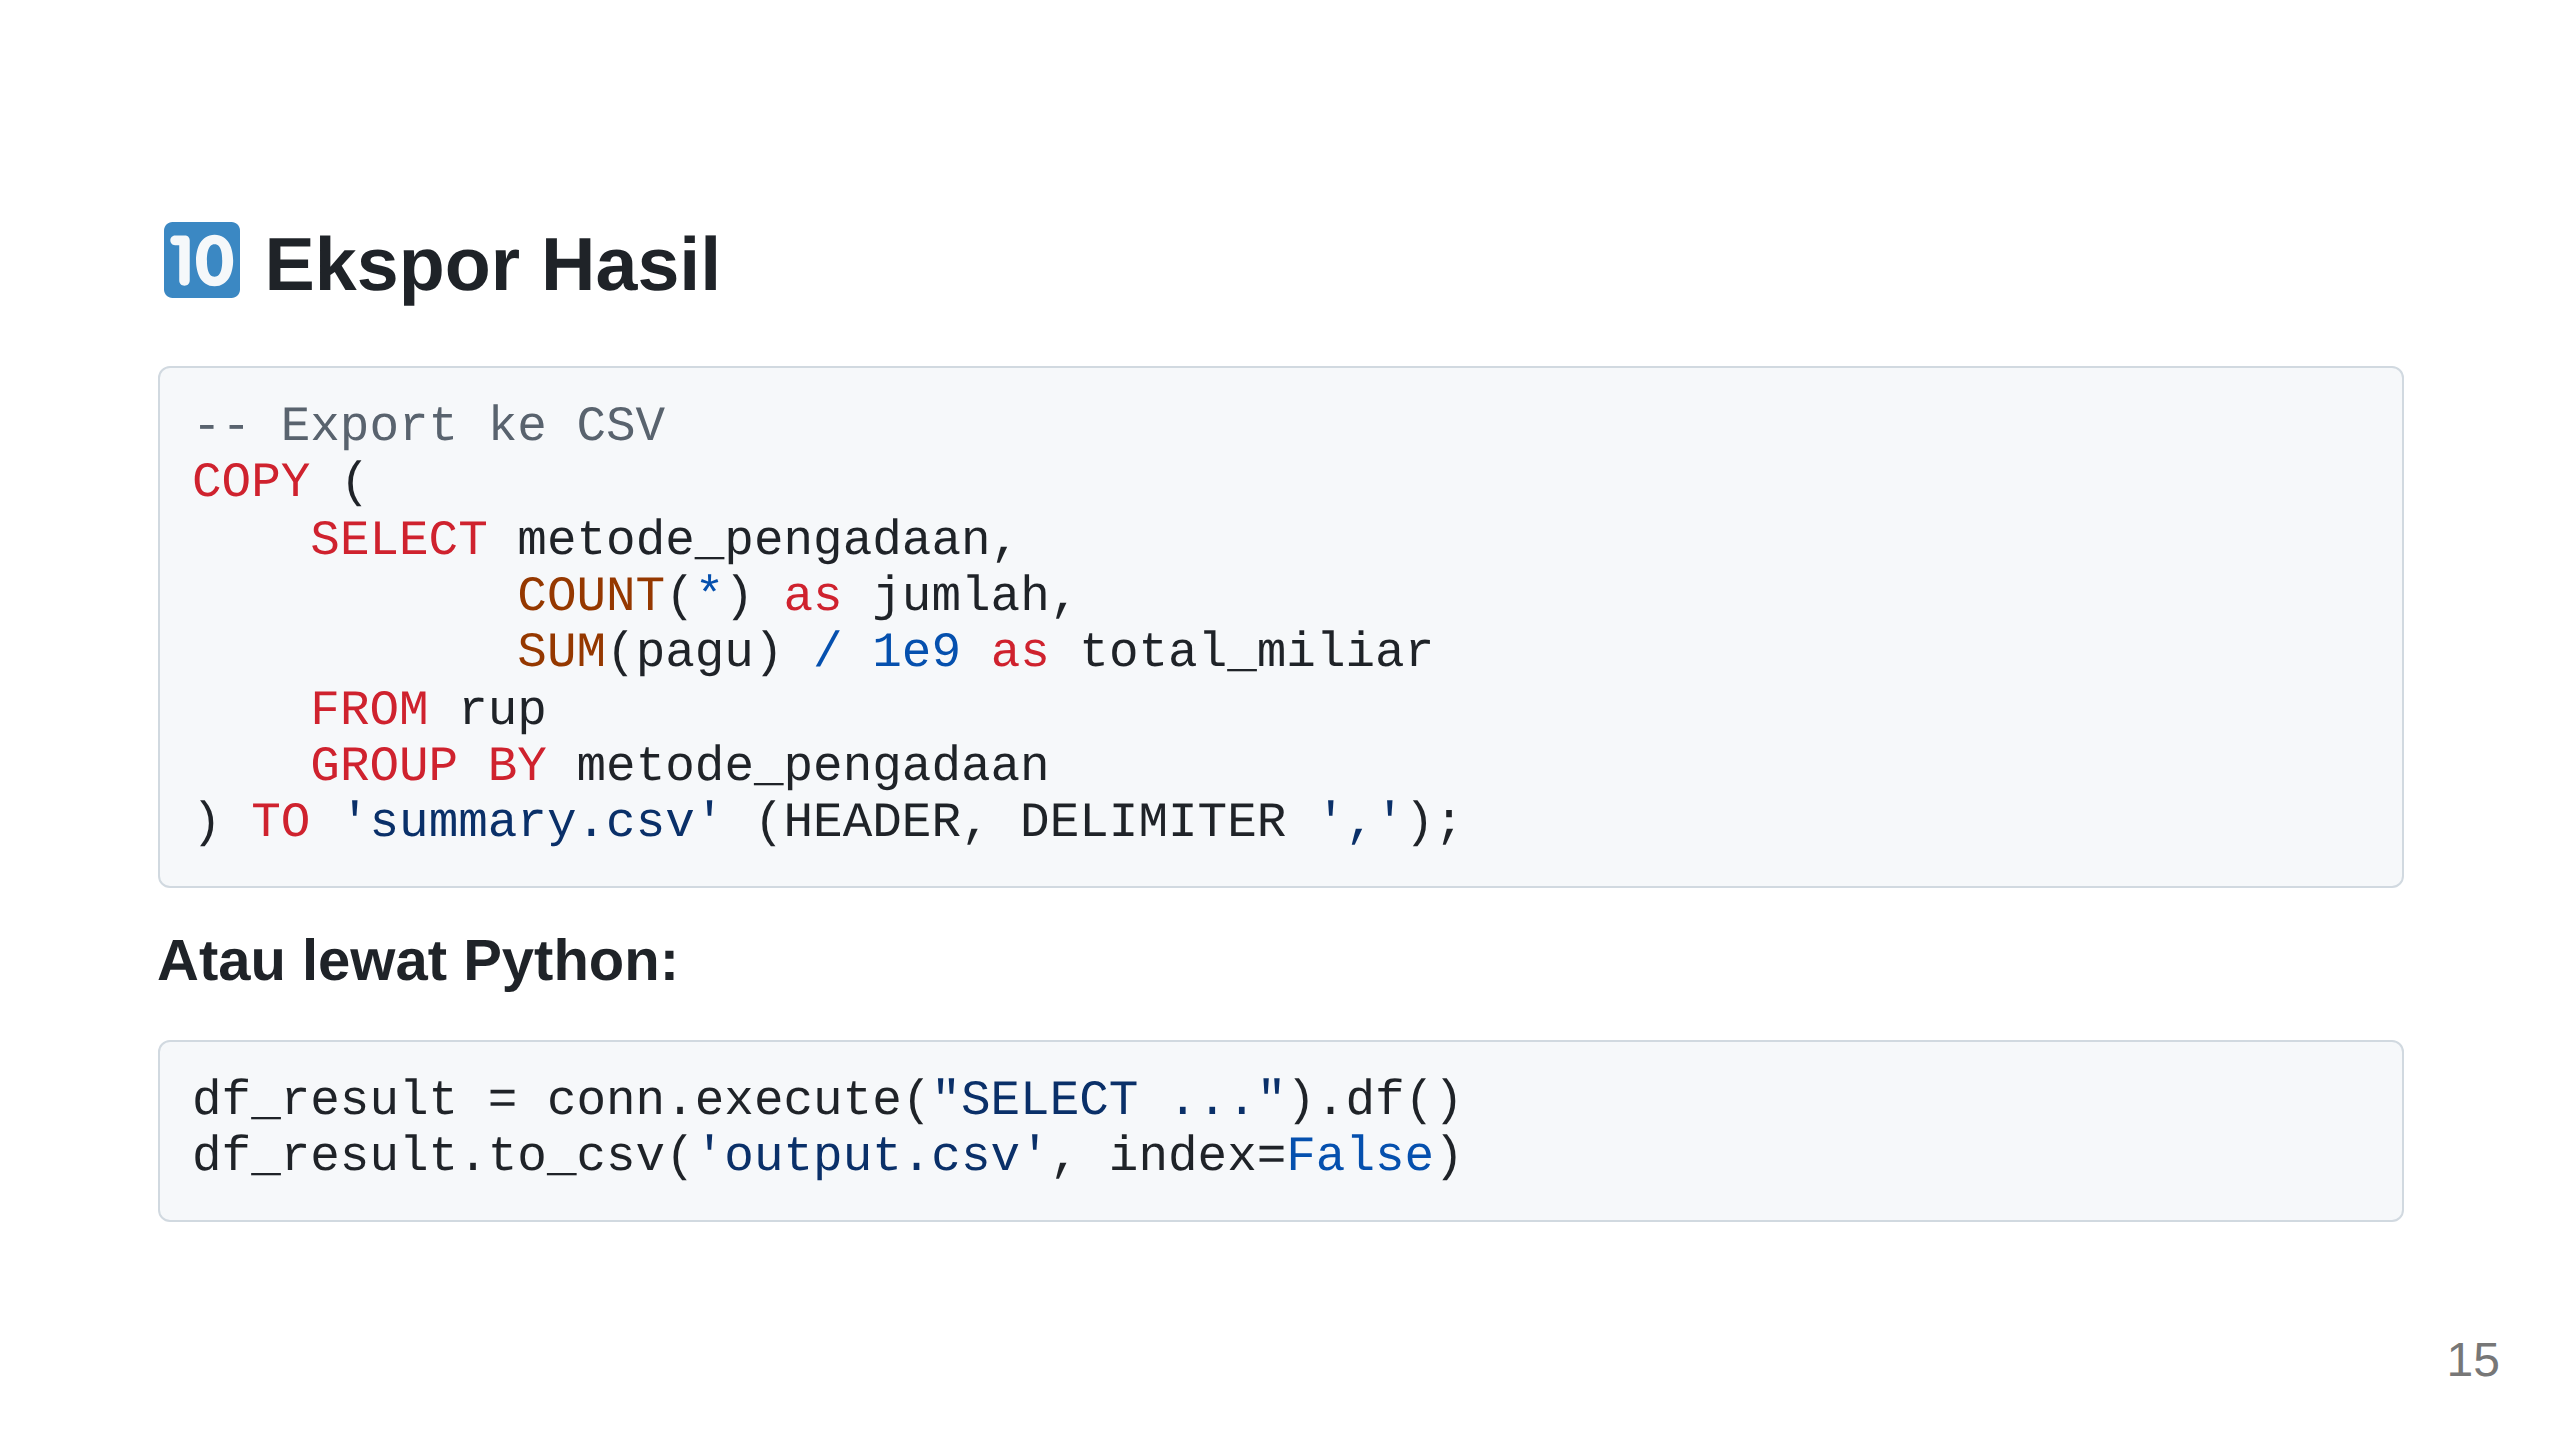 🔟 Ekspor Hasil
-- Export ke CSV
COPY (
    SELECT metode_pengadaan,
           COUNT(*) as jumlah,
           SUM(pagu) / 1e9 as total_miliar
    FROM rup
    GROUP BY metode_pengadaan
) TO 'summary.csv' (HEADER, DELIMITER ',');
Atau lewat Python:
df_result = conn.execute("SELECT ...").df()
df_result.to_csv('output.csv', index=False)
15